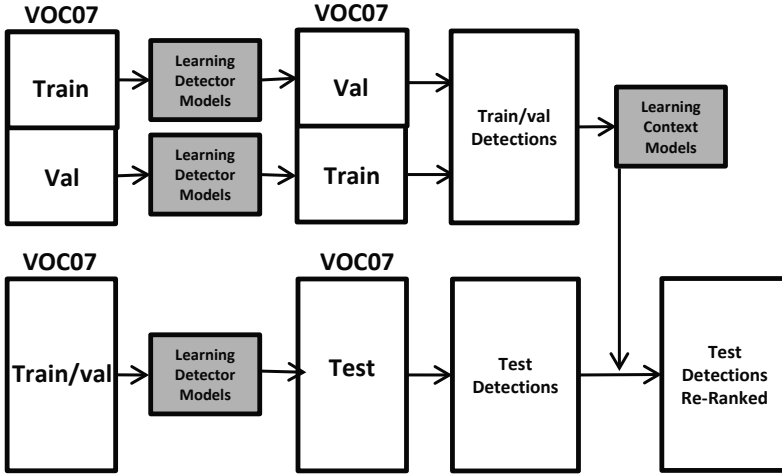 VOC07
VOC07
Train
Learning
Detector
Models
Val
Train/val
Detections
Learning
Context
Models
Val
Learning
Detector
Models
Train
VOC07
VOC07
Train/val
Learning
Detector
Models
Test
Test
Detections
Test
Detections
Re-Ranked